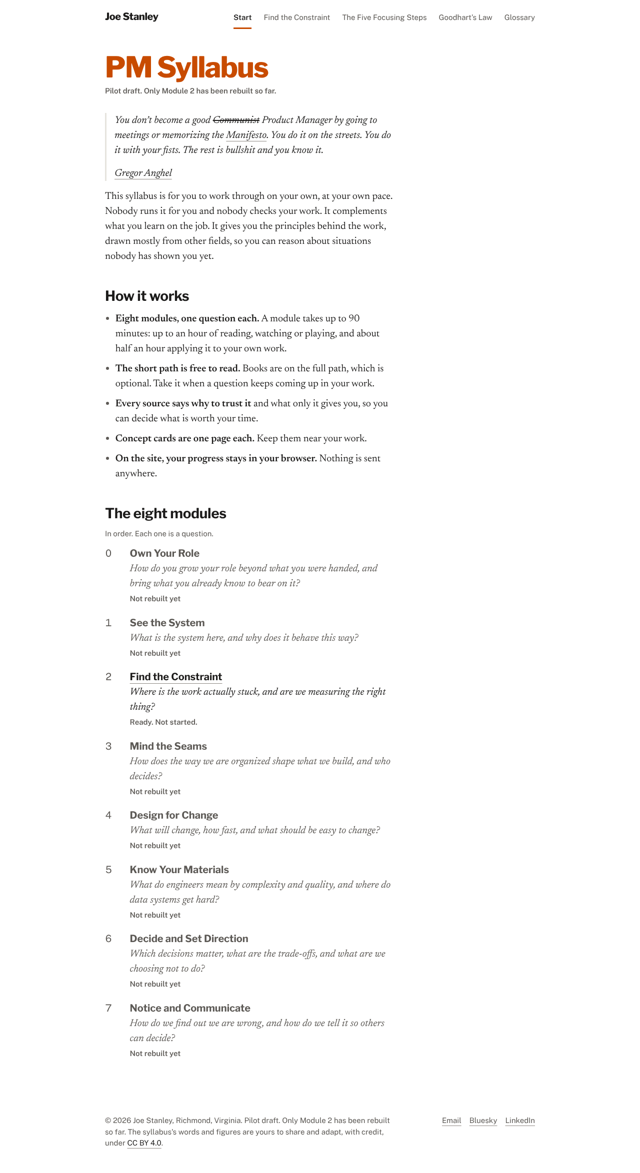 Joe Stanley
Start Find the Constraint The Five Focusing Steps Goodhart's Law Glossary
PM Syllabus
Pilot draft. Only Module 2 has been rebuilt so far.
You don't become a good Communist Product Manager by going to
meetings or memorizing the Manifesto. You do it on the streets. You do
it with your fists. The rest is bullshit and you know it.
Gregor Anghel
This syllabus is for you to work through on your own, at your own pace.
Nobody runs it for you and nobody checks your work. It complements
what you learn on the job. It gives you the principles behind the work,
drawn mostly from other fields, so you can reason about situations
nobody has shown you yet.
How it works
• Eight modules, one question each. A module takes up to 90
minutes: up to an hour of reading, watching or playing, and about
half an hour applying it to your own work.
• The short path is free to read. Books are on the full path, which is
optional. Take it when a question keeps coming up in your work.
• Every source says why to trust it and what only it gives you, so you
can decide what is worth your time.
• Concept cards are one page each. Keep them near your work.
• On the site, your progress stays in your browser. Nothing is sent
anywhere.
The eight modules
In order. Each one is a question.
0 Own Your Role
How do you grow your role beyond what you were handed, and
bring what you already know to bear on it?
Not rebuilt yet
1 See the System
What is the system here, and why does it behave this way?
Not rebuilt yet
2 Find the Constraint
Where is the work actually stuck, and are we measuring the right
thing?
Ready. Not started.
3 Mind the Seams
How does the way we are organized shape what we build, and who
decides?
Not rebuilt yet
4 Design for Change
What will change, how fast, and what should be easy to change?
Not rebuilt yet
5 Know Your Materials
What do engineers mean by complexity and quality, and where do
data systems get hard?
Not rebuilt yet
6 Decide and Set Direction
Which decisions matter, what are the trade-offs, and what are we
choosing not to do?
Not rebuilt yet
7 Notice and Communicate
How do we find out we are wrong, and how do we tell it so others
can decide?
Not rebuilt yet
© 2026 Joe Stanley, Richmond, Virginia. Pilot draft. Only Module 2 has been rebuilt
so far. The syllabus's words and figures are yours to share and adapt, with credit,
under CC BY 4.0.
Email Bluesky LinkedIn